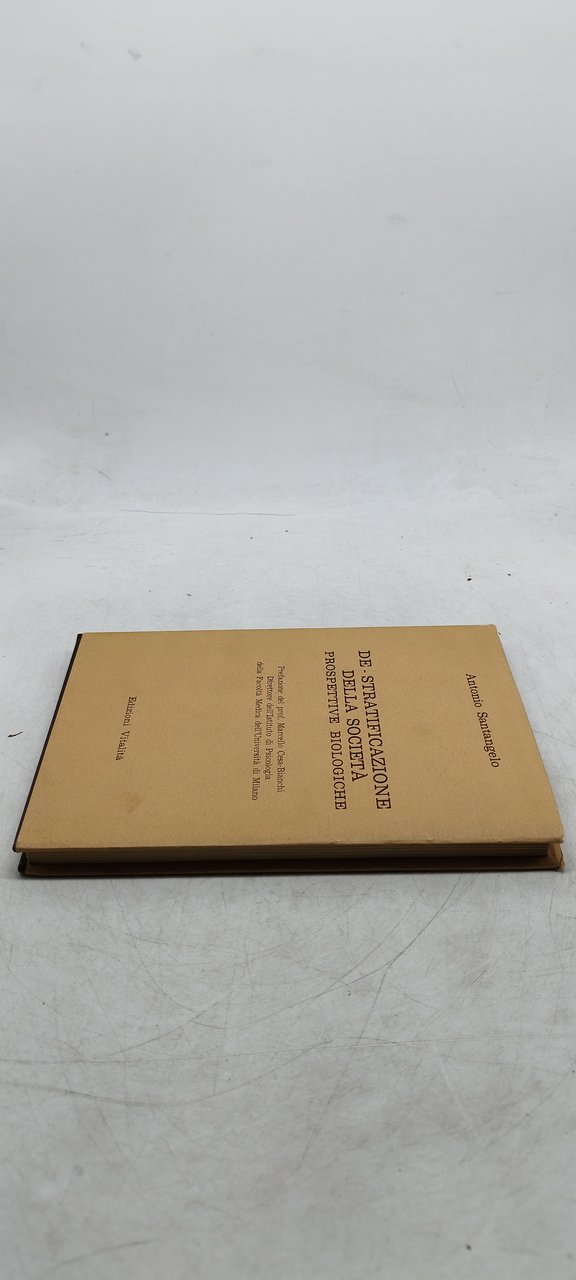 Antonio Santangelo
DE-STRATIFICAZIONE
DELLA SOCIETÀ
PROSPETTIVE BIOLOGICHE
Prefazione del prof. Marcello Cesa-Bianchi
Direttore dell'Istituto di Psicologia
della Facoltà Medica dell'Università di Milano
Edizioni Vitalità